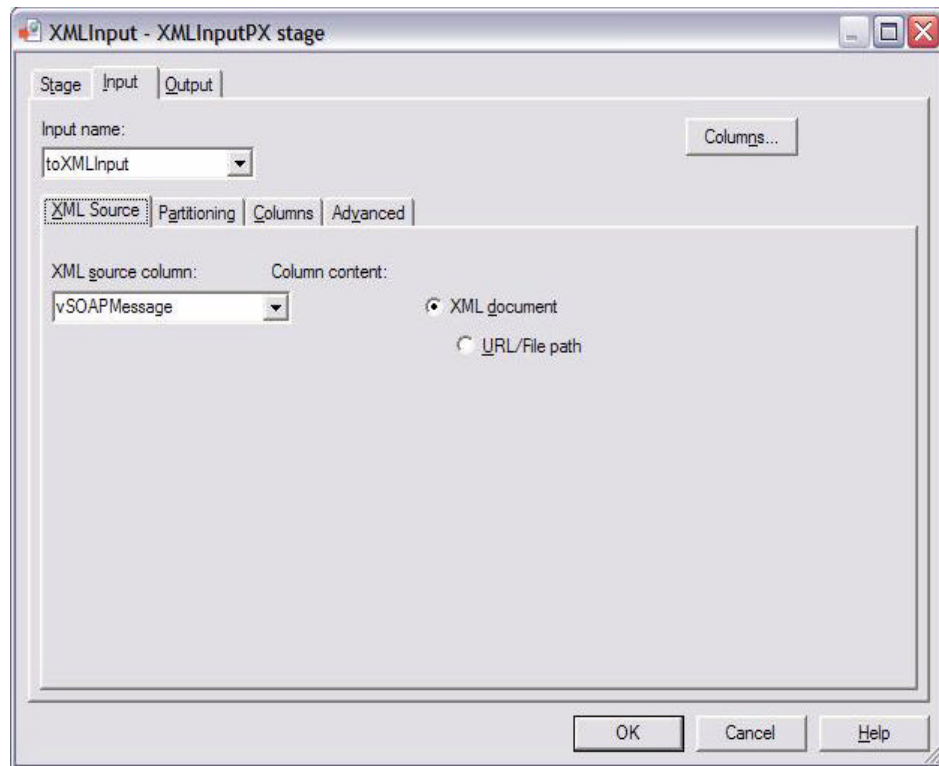 XMLInput - XMLInputPX stage
Stage Input Output
Input name:
Columns...
toXMLInput
XML Source Partitioning Columns Advanced
XML source column: Column content:
vSOAPMessage XML document
URL/File path
OK Cancel Help